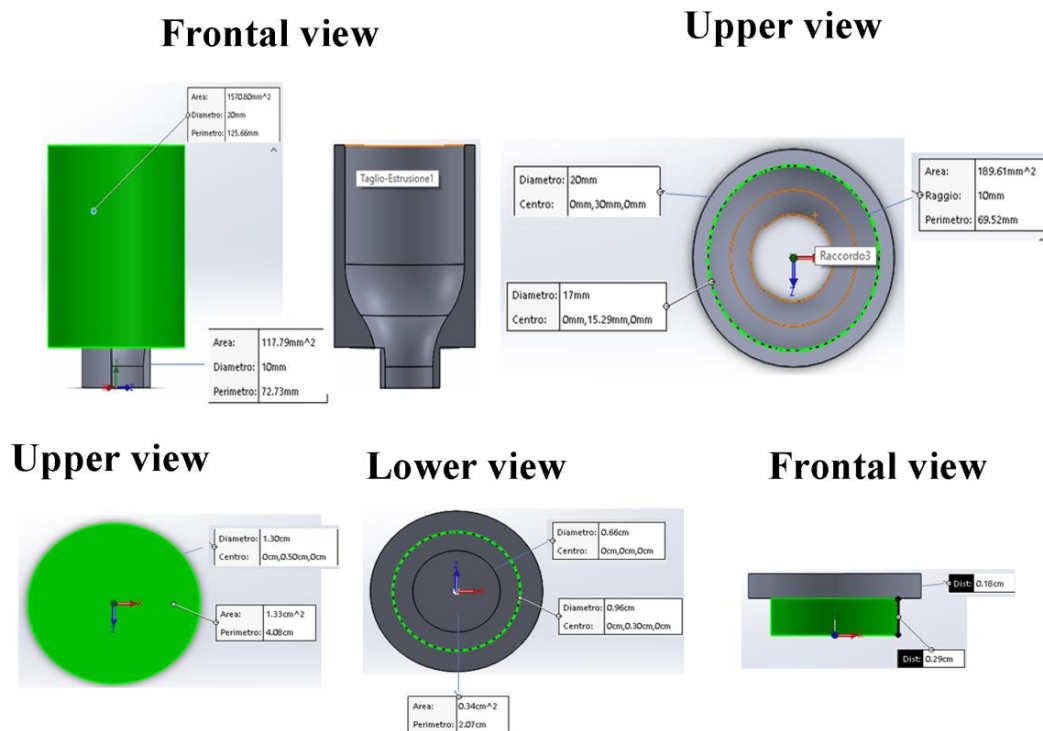 Frontal view
Upper view
Area: 1570.80mm^2
Diametro: 20mm
Perimetro: 125.66mm
Taglio-Estrusione1
Area: 117.79mm^2
Diametro: 10mm
Perimetro: 72.73mm
Diametro: 20mm
Centro: 0mm,30mm,0mm
Area: 189.61mm^2
Raggio: 10mm
Perimetro: 69.52mm
Raccordo3
Z
Diametro: 17mm
Centro: 0mm,15.29mm,0mm
Upper view
Lower view
Frontal view
Diametro: 1.30cm
Centro: 0cm,0.50cm,0cm
Area: 1.33cm^2
Perimetro: 4.08cm
Z
X
Diametro: 0.66cm
Centro: 0cm,0cm,0cm
Diametro: 0.96cm
Centro: 0cm,0.30cm,0cm
Z
X
Area: 0.34cm^2
Perimetro: 2.07cm
Dist: 0.18cm
Dist: 0.29cm
X